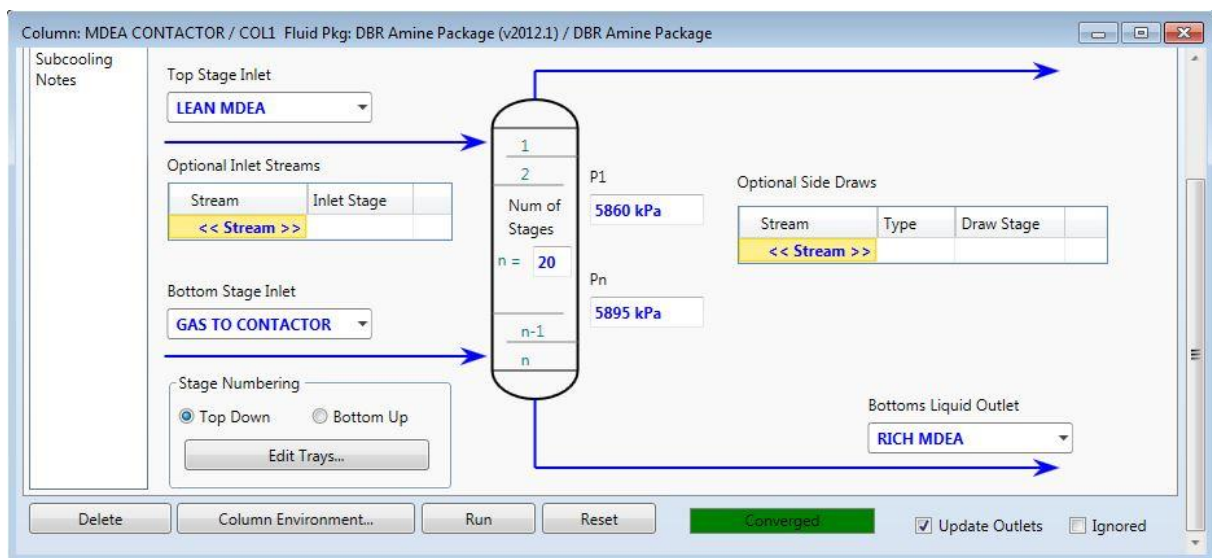 Column: MDEA CONTACTOR / COL1 Fluid Pkg: DBR Amine Package (v2012.1) / DBR Amine Package
Subcooling
Notes
Top Stage Inlet
LEAN MDEA
Optional Inlet Streams
Stream Inlet Stage
<< Stream >>
Bottom Stage Inlet
GAS TO CONTACTOR
Stage Numbering
Top Down Bottom Up
Edit Trays...
1
2
Num of
Stages
n = 20
n-1
n
P1
5860 kPa
Pn
5895 kPa
Optional Side Draws
Stream Type Draw Stage
<< Stream >>
Bottoms Liquid Outlet
RICH MDEA
Delete Column Environment... Run Reset Converged Update Outlets Ignored